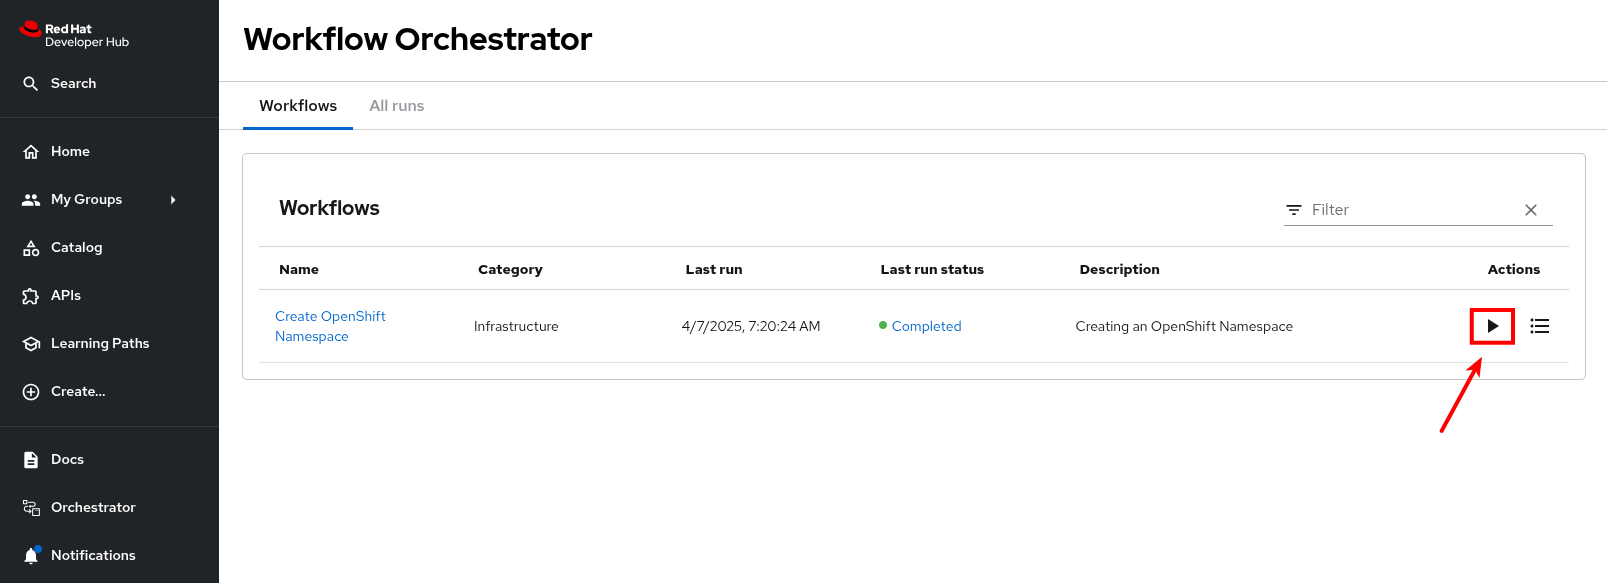 Red Hat
Developer Hub
Search
Home
My Groups
Catalog
APIs
Learning Paths
Create...
Docs
Orchestrator
Notifications
Workflow Orchestrator
Workflows
All runs
Workflows
Filter
Name Category Last run Last run status Description Actions
Create OpenShift
Namespace
Infrastructure
4/7/2025, 7:20:24 AM
Completed
Creating an OpenShift Namespace